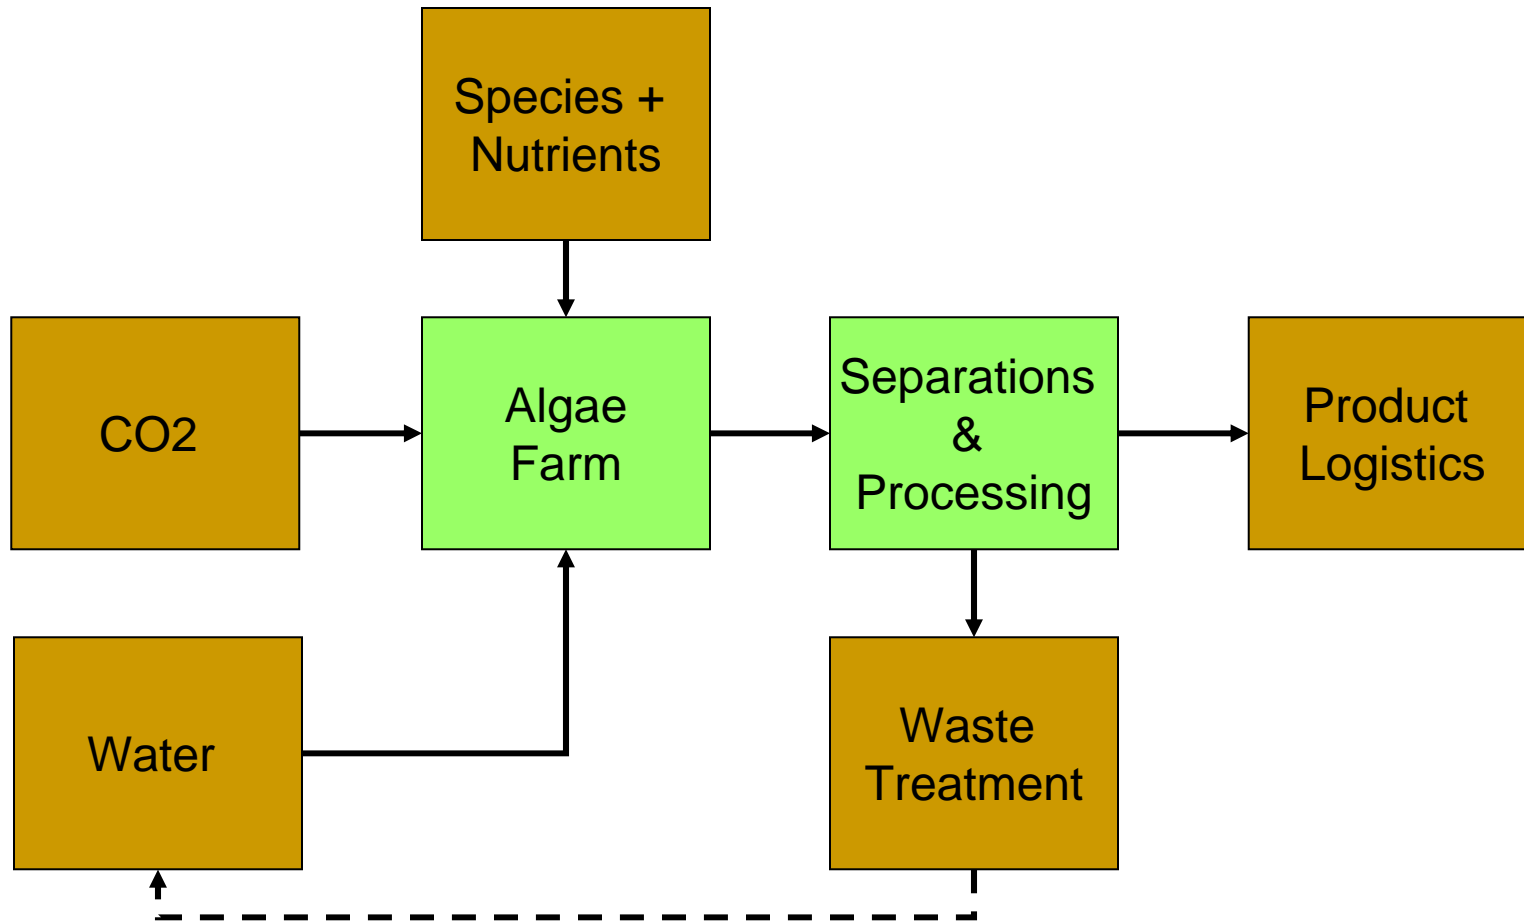 Species +
Nutrients
CO2
Algae
Farm
Separations
&
Processing
Product
Logistics
Water
Waste
Treatment